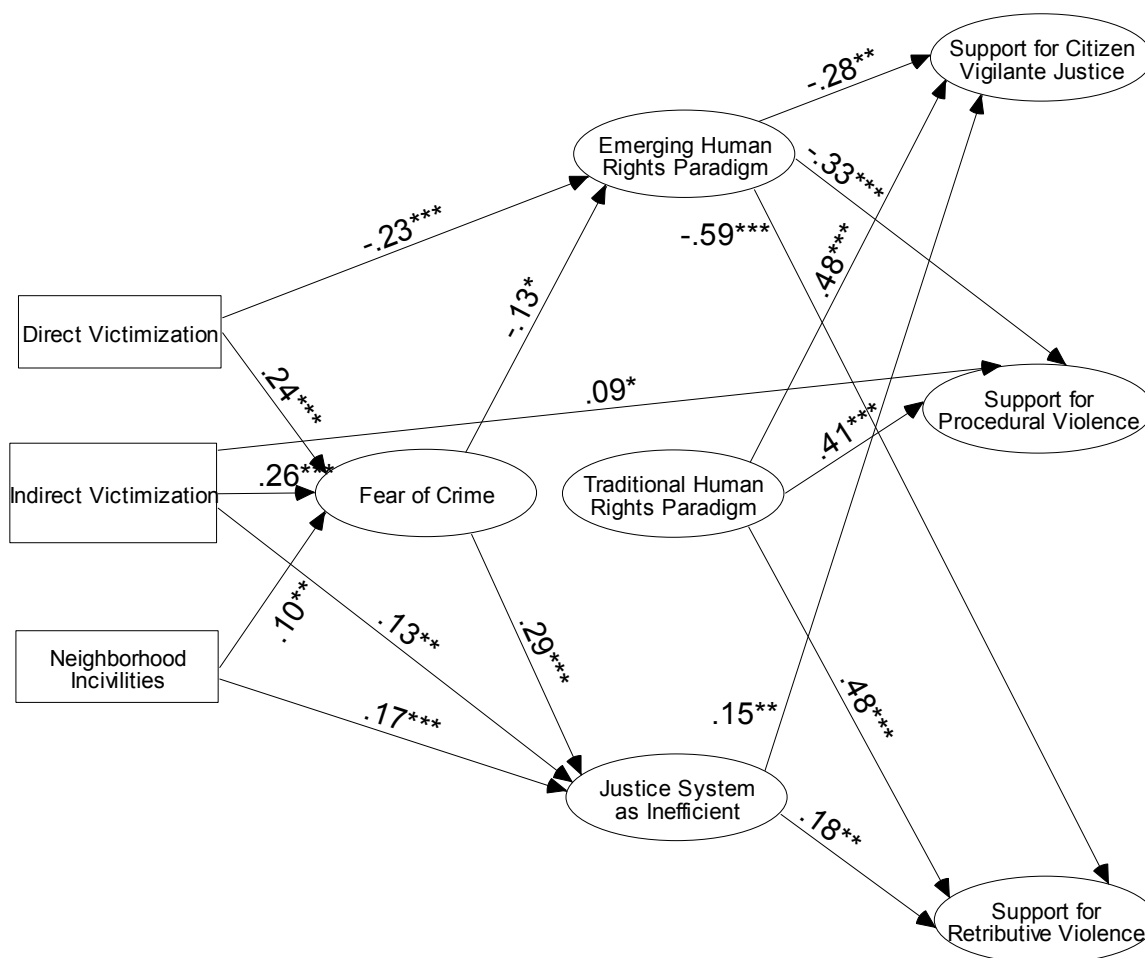 Support for Citizen
Vigilante Justice
-.28**
Emerging Human
Rights Paradigm
-.33***
-.23***
-.59***
.48***
-.13*
Direct Victimization
.24***
.09*
Support for
Procedural Violence
.41***
Indirect Victimization
.26***
Fear of Crime
Traditional Human
Rights Paradigm
.10**
.13**
.29***
Neighborhood
Incivilities
.48***
.17***
.15**
Justice System
as Inefficient
.18**
Support for
Retributive Violence